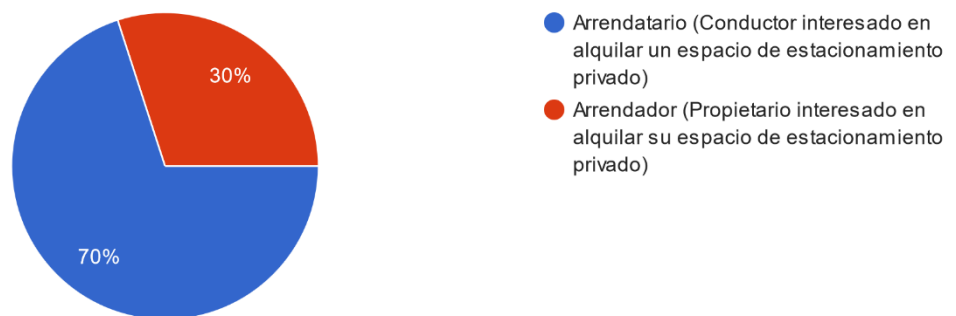 30%
70%
Arrendatario (Conductor interesado en
alquilar un espacio de estacionamiento
privado)
Arrendador (Propietario interesado en
alquilar su espacio de estacionamiento
privado)